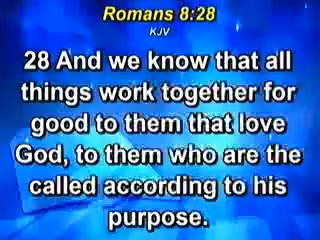 Romans 8:28
KJV
28 And we know that all
things work together for
good to them that love
God, to them who are the
called according to his
purpose.